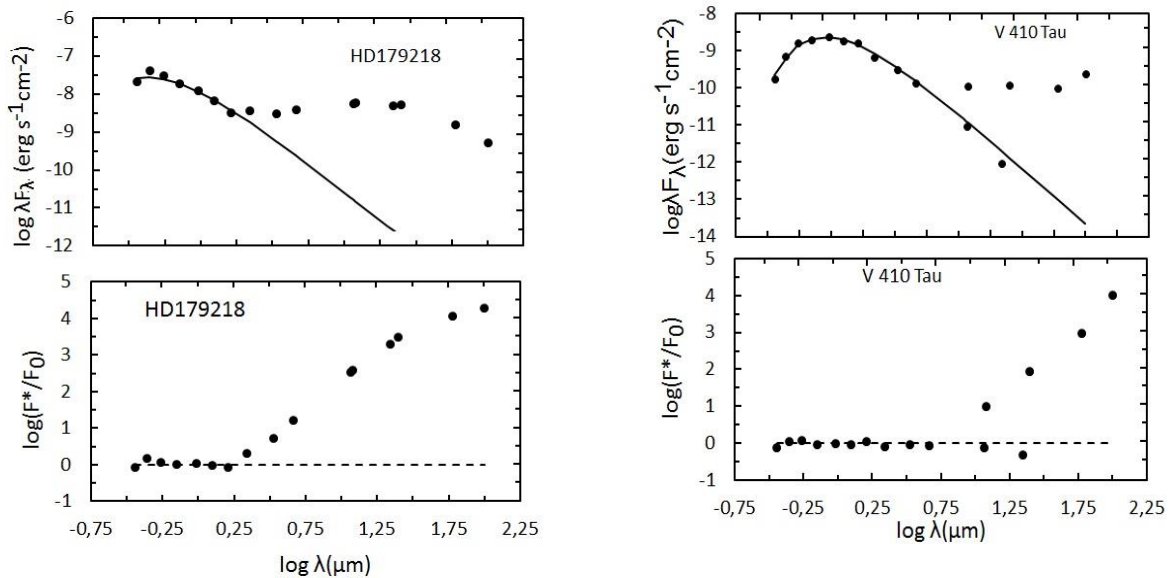 -5
-6
-7
-8
-9
-10
-11
-12
log λFλ (erg s-1cm-2)
HD179218
5
4
3
2
1
0
-1
log(F*/F0)
HD179218
-0,75 -0,25 0,25 0,75 1,25 1,75 2,25
log λ(μm)
-8
-9
-10
-11
-12
-13
-14
logλFλ(erg s-1cm-2)
V 410 Tau
5
4
3
2
1
0
-1
log(F*/F0)
V 410 Tau
-0,75 -0,25 0,25 0,75 1,25 1,75 2,25
log λ(μm)